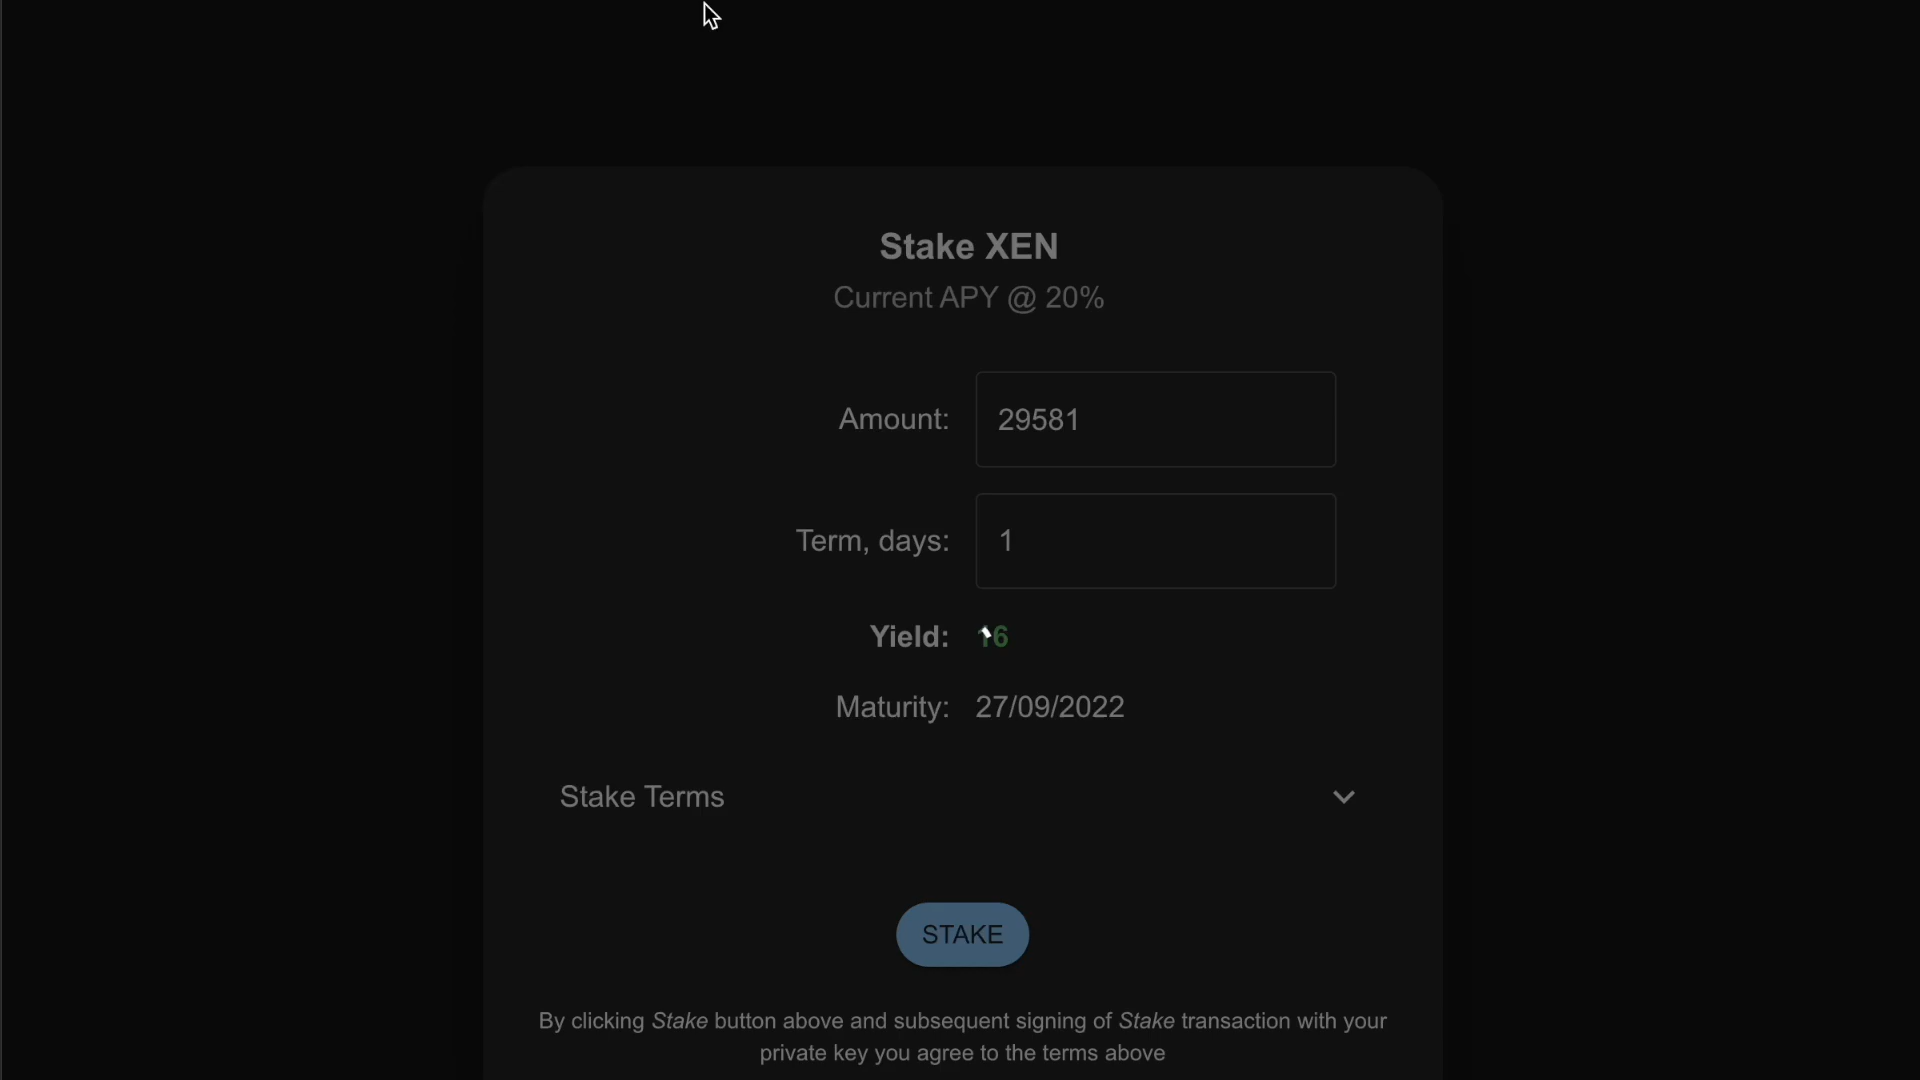 Stake XEN
Current APY @ 20%
Amount: 29581
Term, days: 1
Yield: 16
Maturity: 27/09/2022
Stake Terms
STAKE
By clicking Stake button above and subsequent signing of Stake transaction with your
private key you agree to the terms above